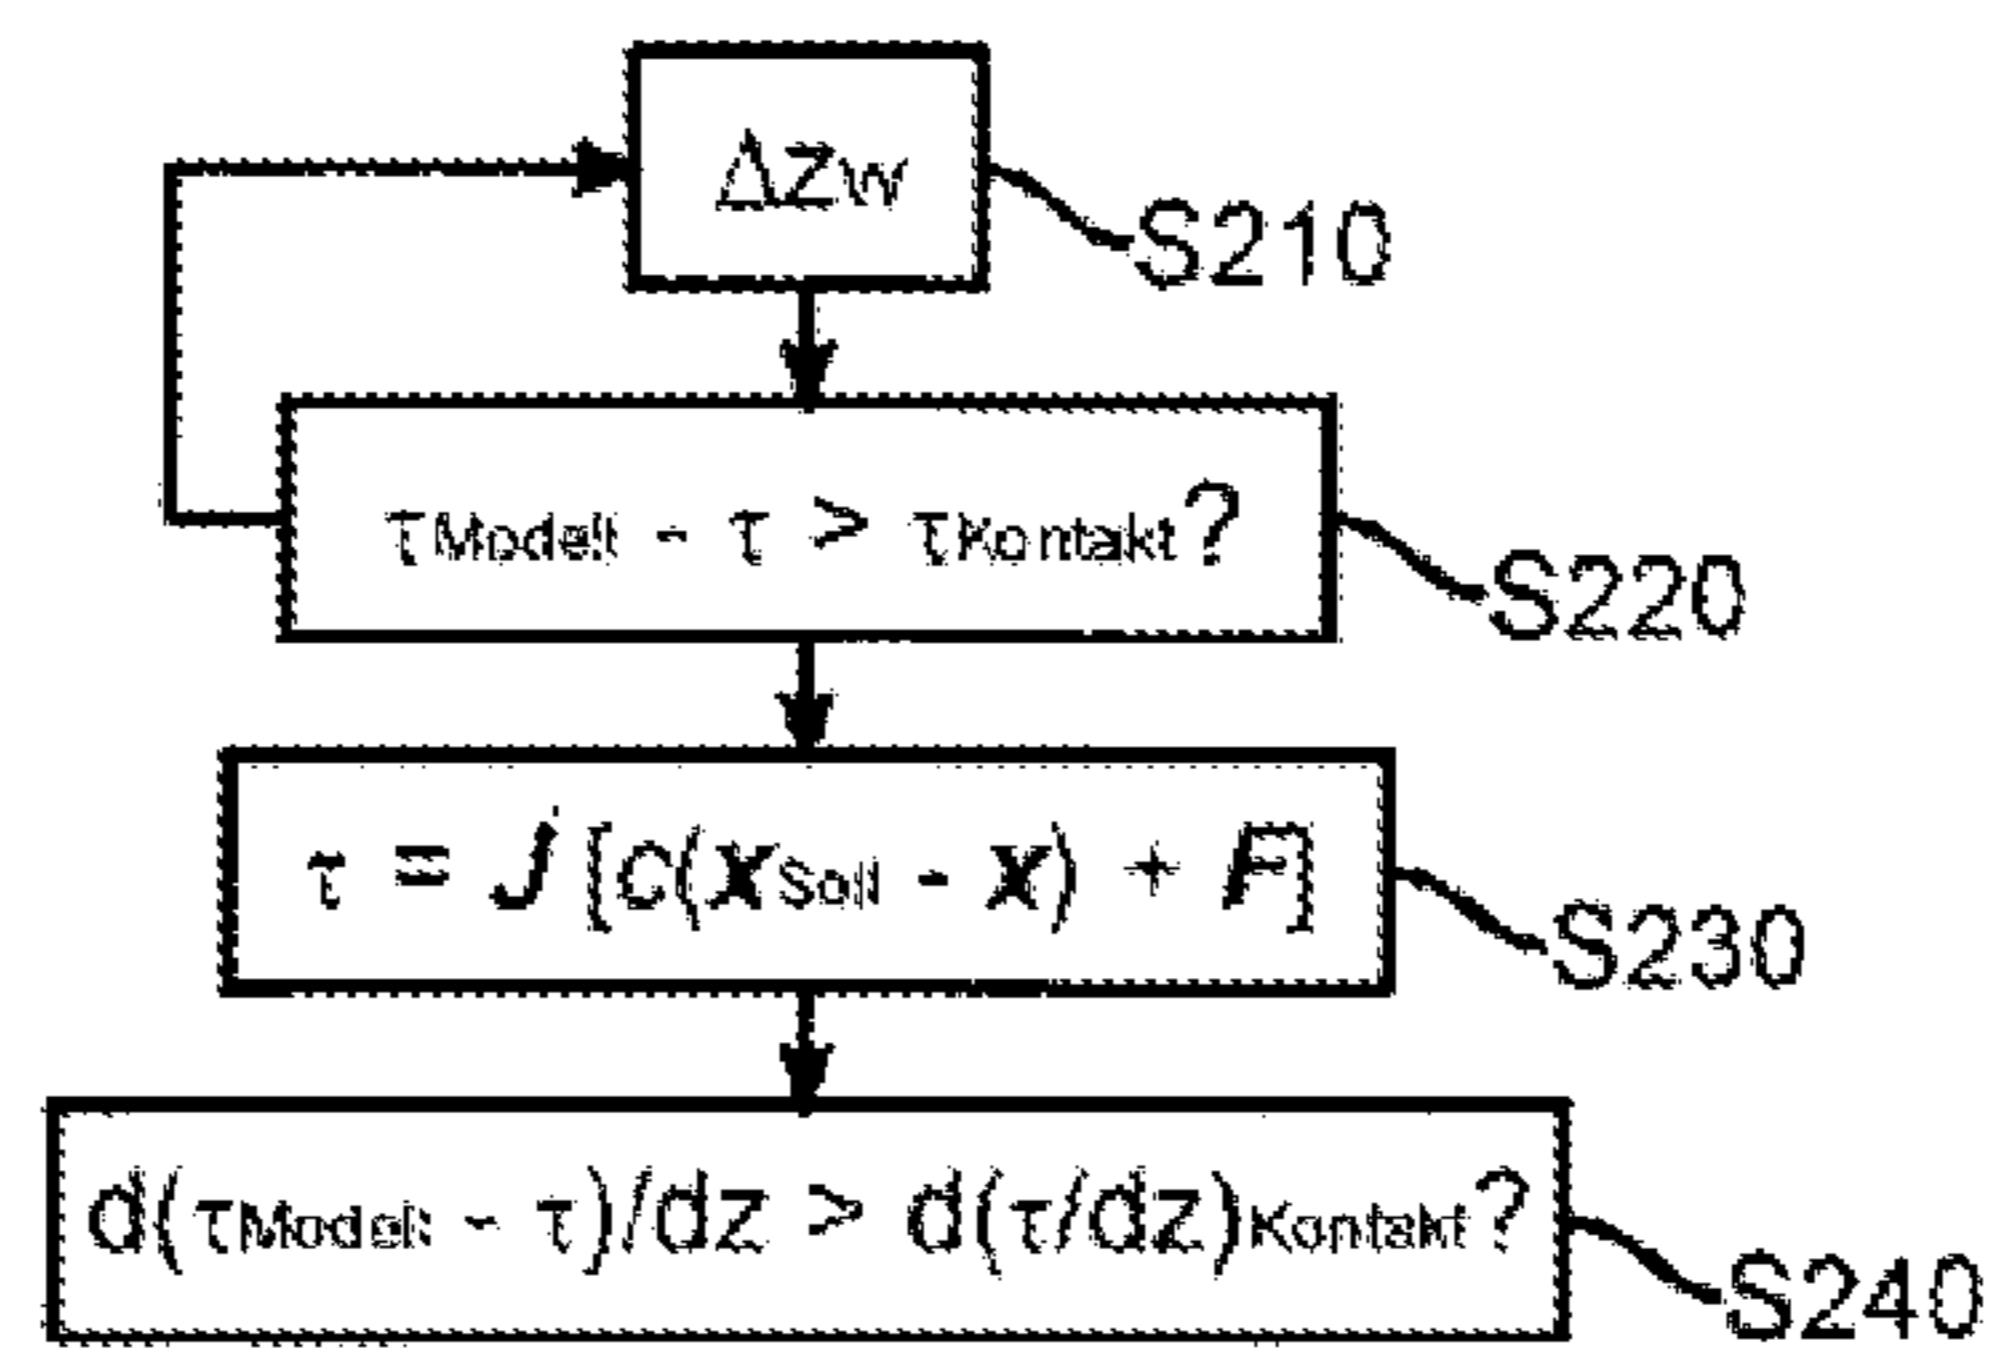 Δzw
S210
τModell - τ > τKontakt?
S220
τ = J [C(xSoll - x) + F]
S230
d(τModell - τ)/dz > d(τ/dz)Kontakt?
S240